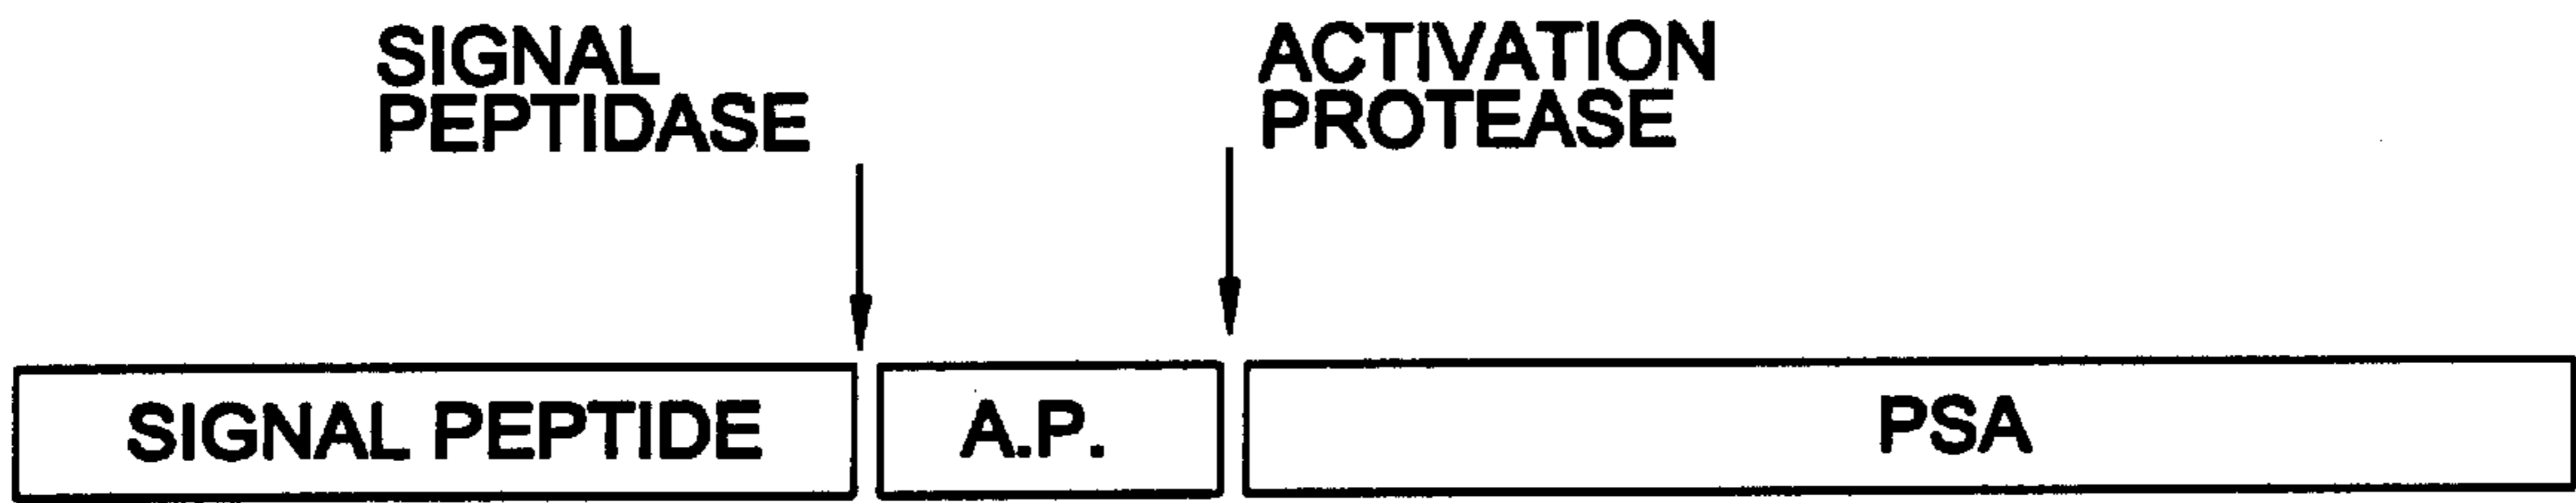 SIGNAL
PEPTIDASE
ACTIVATION
PROTEASE
SIGNAL PEPTIDE
A.P.
PSA